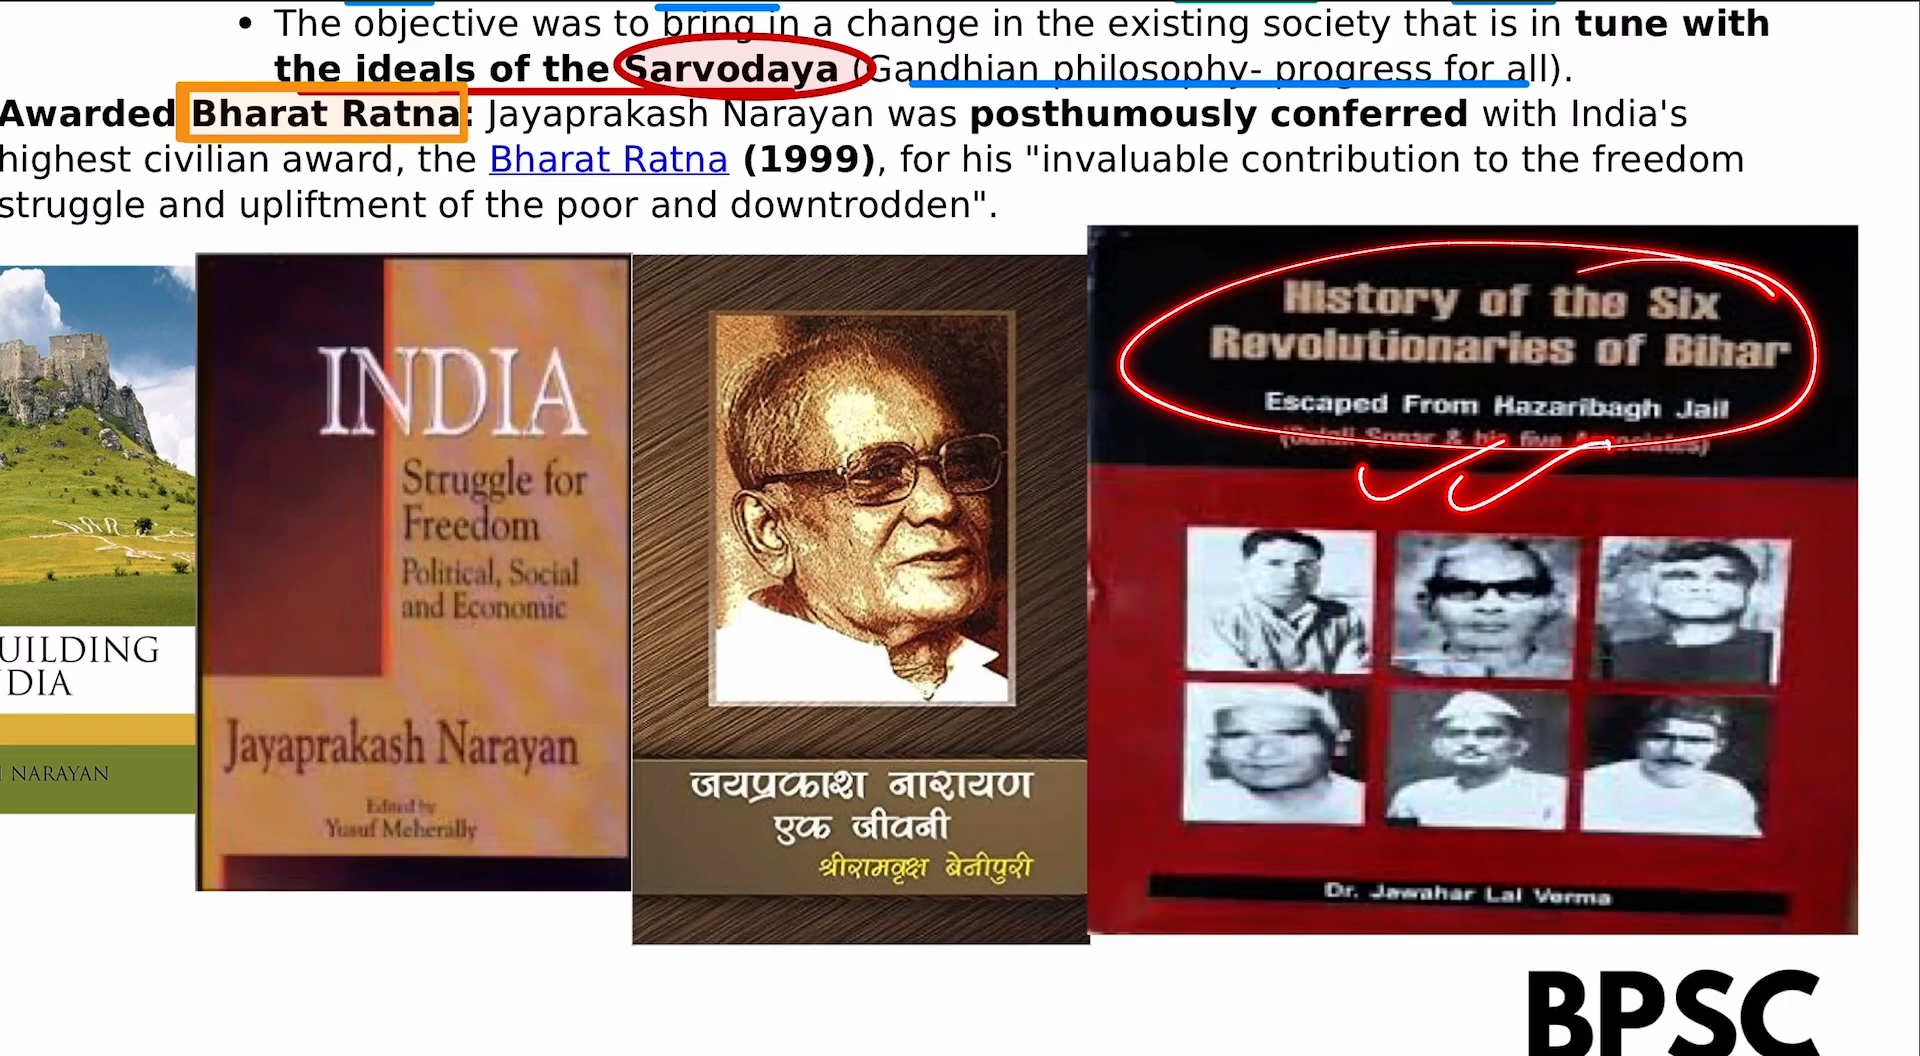 • The objective was to bring in a change in the existing society that is in tune with
the ideals of the Sarvodaya (Gandhian philosophy- progress for all).
Awarded Bharat Ratna: Jayaprakash Narayan was posthumously conferred with India's
highest civilian award, the Bharat Ratna (1999), for his "invaluable contribution to the freedom
struggle and upliftment of the poor and downtrodden".
UILDING
DIA
NARAYAN
INDIA
Struggle for
Freedom
Political, Social
and Economic
Jayaprakash Narayan
Edited by
Yusuf Meherally
जयप्रकाश नारायण
एक जीवनी
श्रीरामवृक्ष बेनीपुरी
History of the Six
Revolutionaries of Bihar
Escaped From Hazaribagh Jail
Sonar & his five
Dr. Jawahar Lal Verma
BPSC